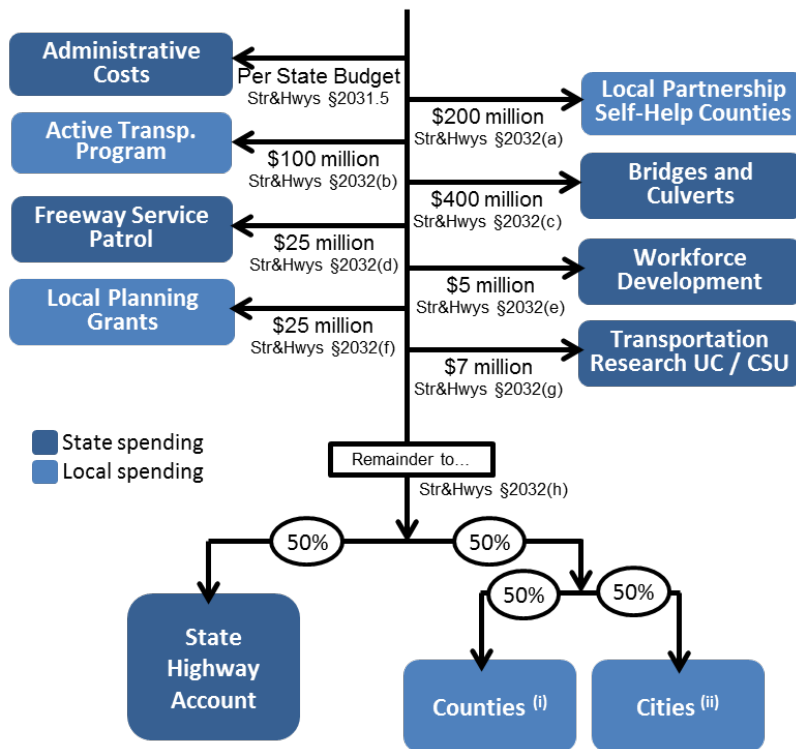 Administrative
Costs
Per State Budget
Str&Hwys §2031.5
Local Partnership
Self-Help Counties
$200 million
Str&Hwys §2032(a)
Active Transp.
Program
$100 million
Str&Hwys §2032(b)
Bridges and
Culverts
$400 million
Str&Hwys §2032(c)
Freeway Service
Patrol
$25 million
Str&Hwys §2032(d)
Workforce
Development
$5 million
Str&Hwys §2032(e)
Local Planning
Grants
$25 million
Str&Hwys §2032(f)
Transportation
Research UC / CSU
$7 million
Str&Hwys §2032(g)
State spending
Local spending
Remainder to...
Str&Hwys §2032(h)
50%
50%
50%
50%
State
Highway
Account
Counties (i)
Cities (ii)